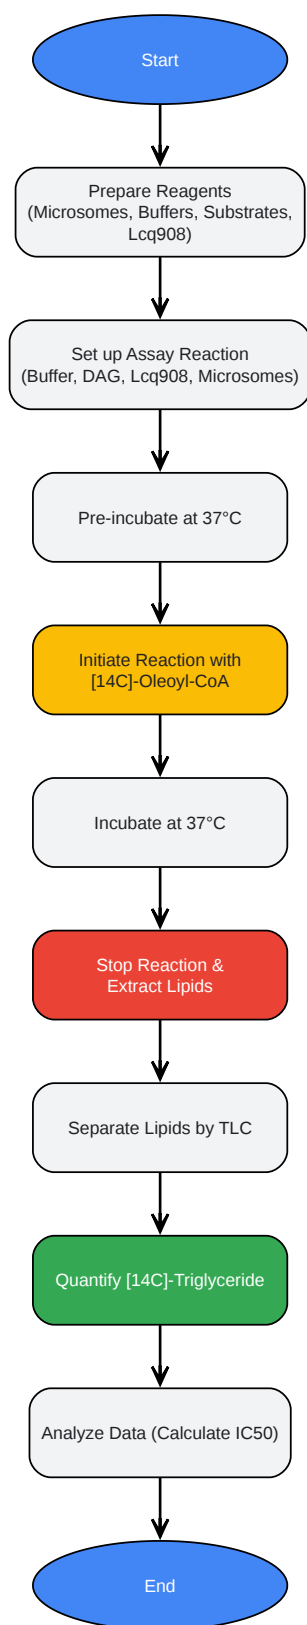 Start
Prepare Reagents
(Microsomes, Buffers, Substrates,
Lcq908)
Set up Assay Reaction
(Buffer, DAG, Lcq908, Microsomes)
Pre-incubate at 37°C
Initiate Reaction with
[14C]-Oleoyl-CoA
Incubate at 37°C
Stop Reaction &
Extract Lipids
Separate Lipids by TLC
Quantify [14C]-Triglyceride
Analyze Data (Calculate IC50)
End